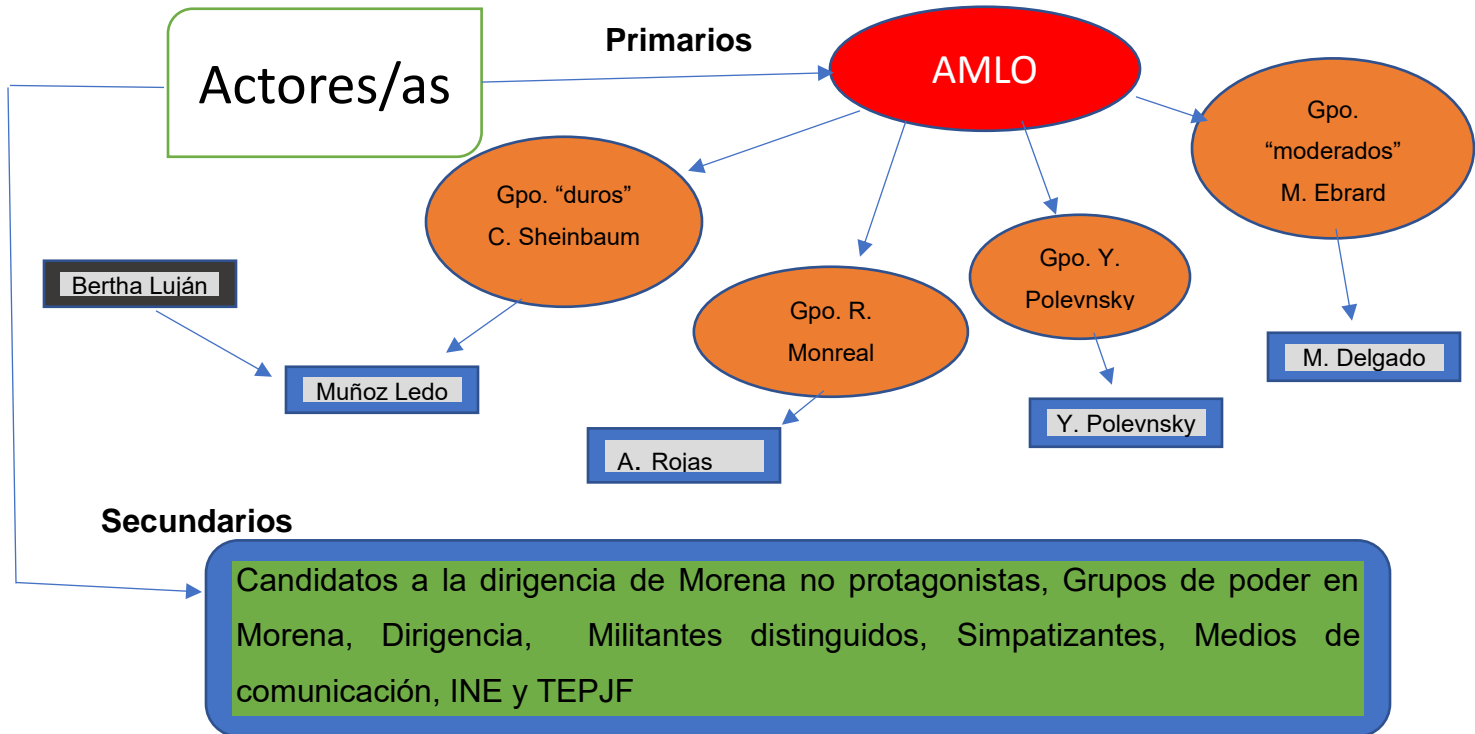 Primarios
Actores/as
AMLO
Gpo.
“moderados”
M. Ebrard
Gpo. “duros”
C. Sheinbaum
Gpo. Y.
Polevnsky
Bertha Luján
Gpo. R.
Monreal
M. Delgado
Muñoz Ledo
Y. Polevnsky
A. Rojas
Secundarios
Candidatos a la dirigencia de Morena no protagonistas, Grupos de poder en
Morena, Dirigencia, Militantes distinguidos, Simpatizantes, Medios de
comunicación, INE y TEPJF